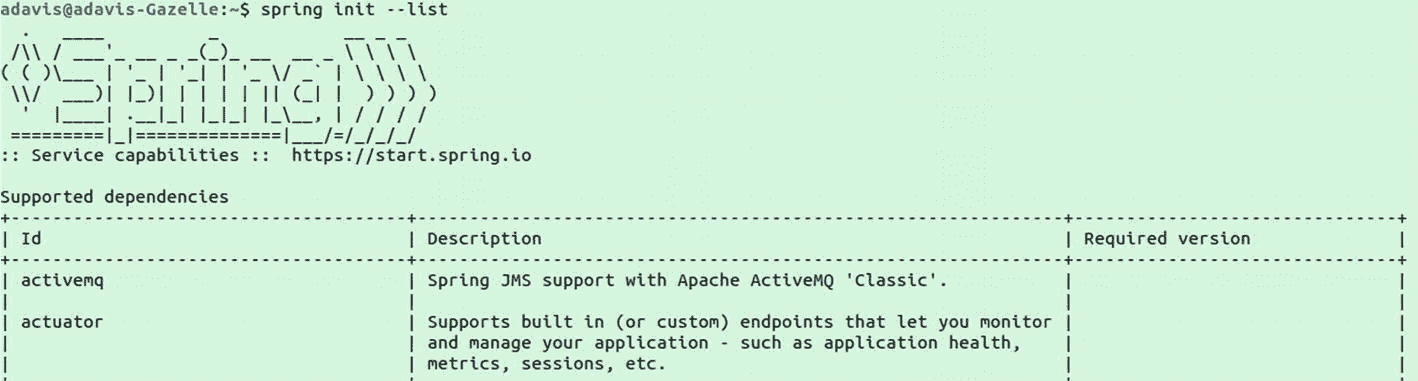 adavis@adavis-Gazelle:~$ spring init --list
  .   ____          _            __ _ _
 /\\ / ___'_ __ _ _(_)_ __  __ _ \ \ \ \
( ( )\___ | '_ | '_| | '_ \/ _` | \ \ \ \
 \\/  ___)| |_)| | | | | || (_| |  ) ) ) )
  '  |____| .__|_| |_|_| |_\__, | / / / /
 =========|_|==============|___/=/_/_/_/
:: Service capabilities ::  https://start.spring.io

Supported dependencies
+-------------------------------------+--------------------------------------------------------------+------------------------------+
| Id                                  | Description                                                  | Required version             |
+-------------------------------------+--------------------------------------------------------------+------------------------------+
| activemq                            | Spring JMS support with Apache ActiveMQ 'Classic'.           |                              |
|                                     |                                                              |                              |
| actuator                            | Supports built in (or custom) endpoints that let you monitor |                              |
|                                     | and manage your application - such as application health,    |                              |
|                                     | metrics, sessions, etc.                                      |                              |